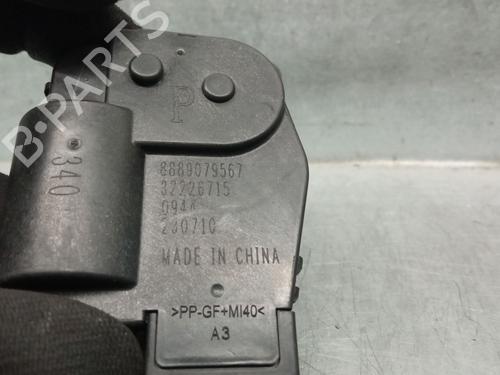 B-PARTS
P
340
8889079567
32226715
0944
230710
MADE IN CHINA
>PP-GF+MI40<
A3